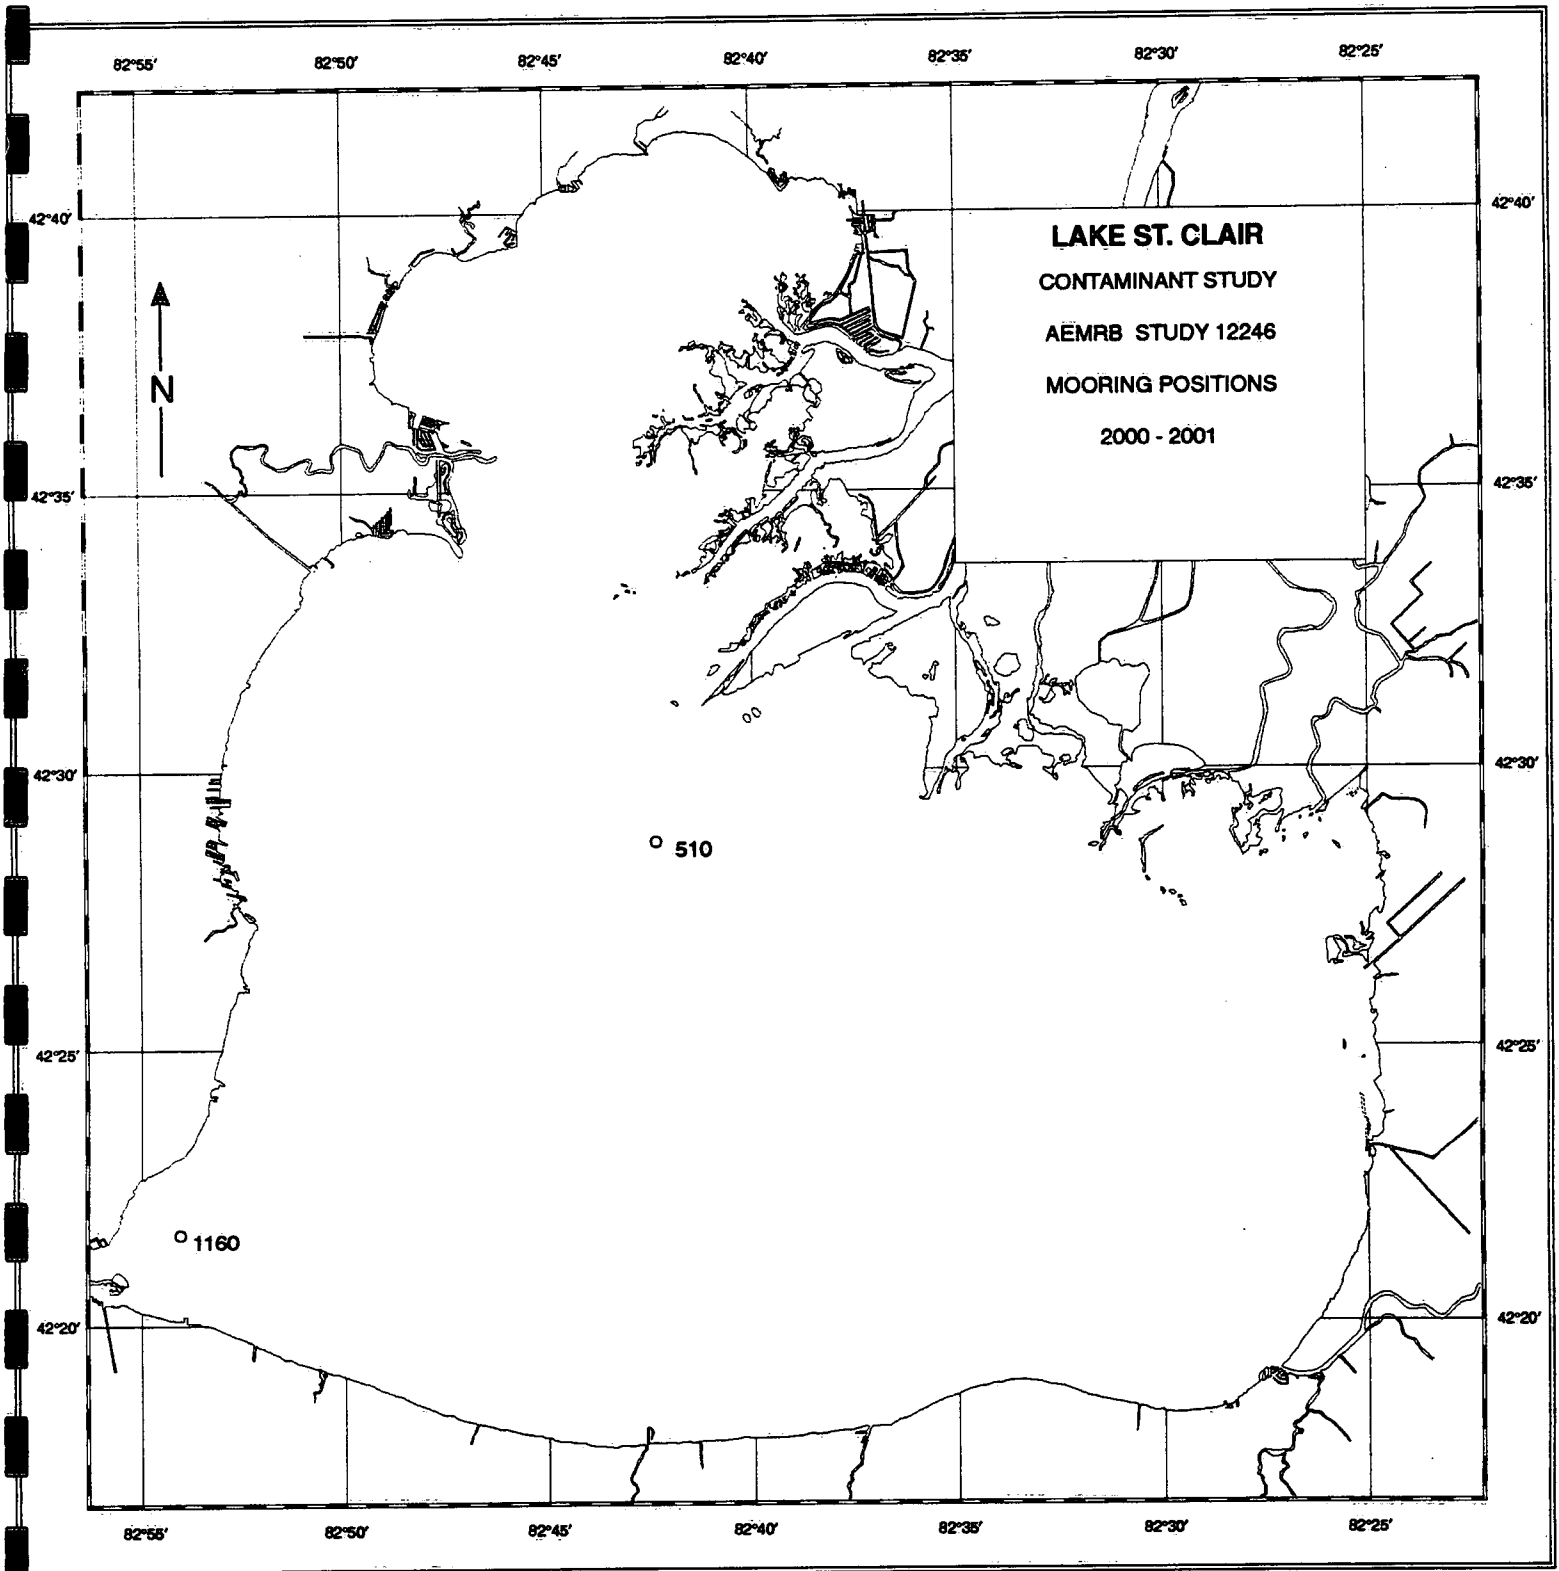 82°55′ 82°50′ 82°45′ 82°40′ 82°35′ 82°30′ 82°25′
42°40′ 42°40′
LAKE ST. CLAIR
CONTAMINANT STUDY
AEMRB STUDY 12246
MOORING POSITIONS
2000 - 2001
N
42°35′ 42°35′
42°30′ 42°30′
510
42°25′ 42°25′
1160
42°20′ 42°20′
82°55′ 82°50′ 82°45′ 82°40′ 82°35′ 82°30′ 82°25′